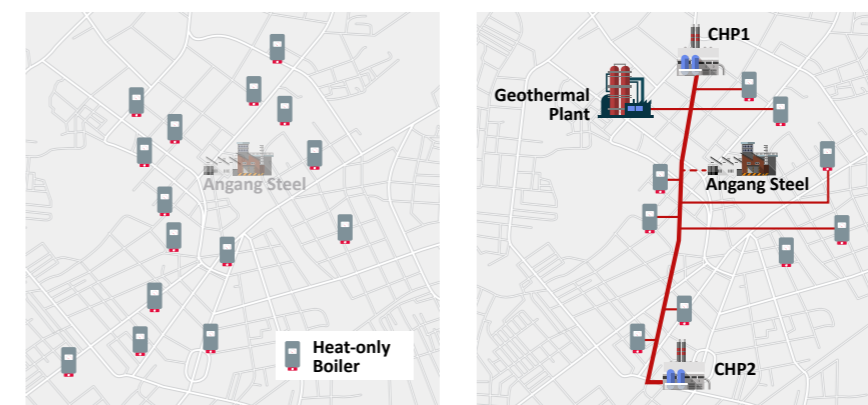 Angang Steel
Heat-only
Boiler
CHP1
Geothermal
Plant
Angang Steel
CHP2